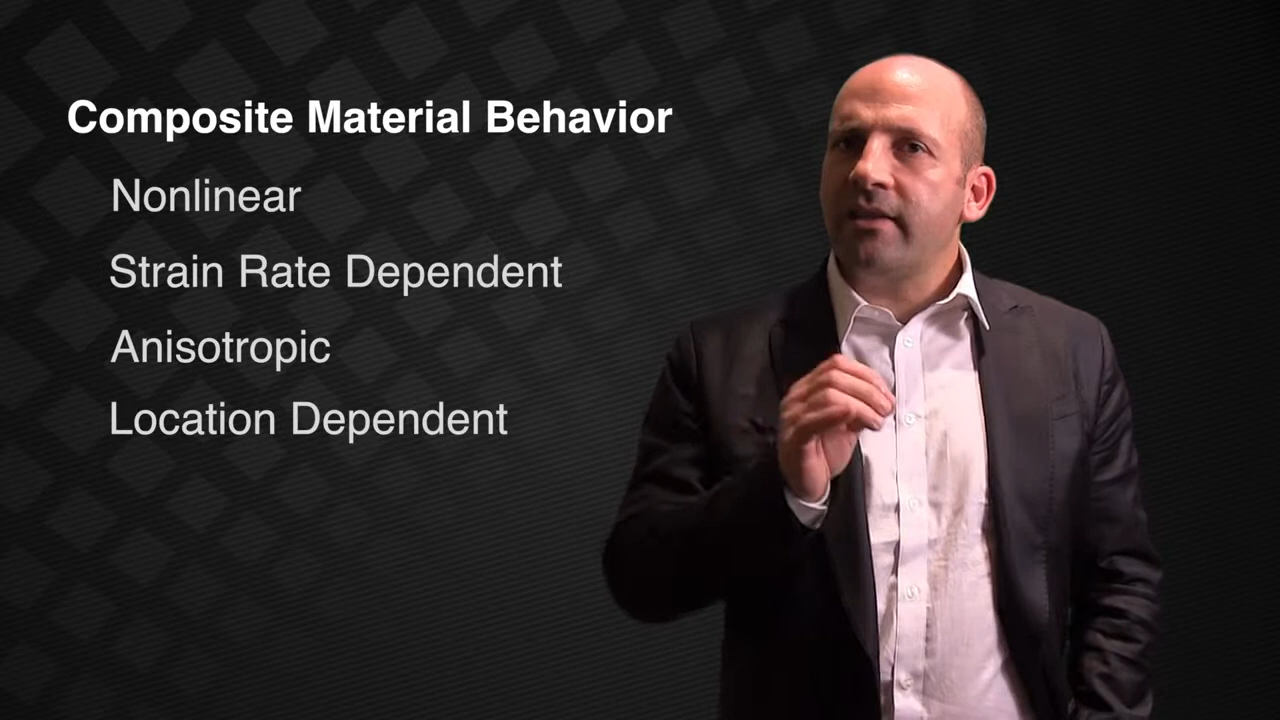 Composite Material Behavior
Nonlinear
Strain Rate Dependent
Anisotropic
Location Dependent